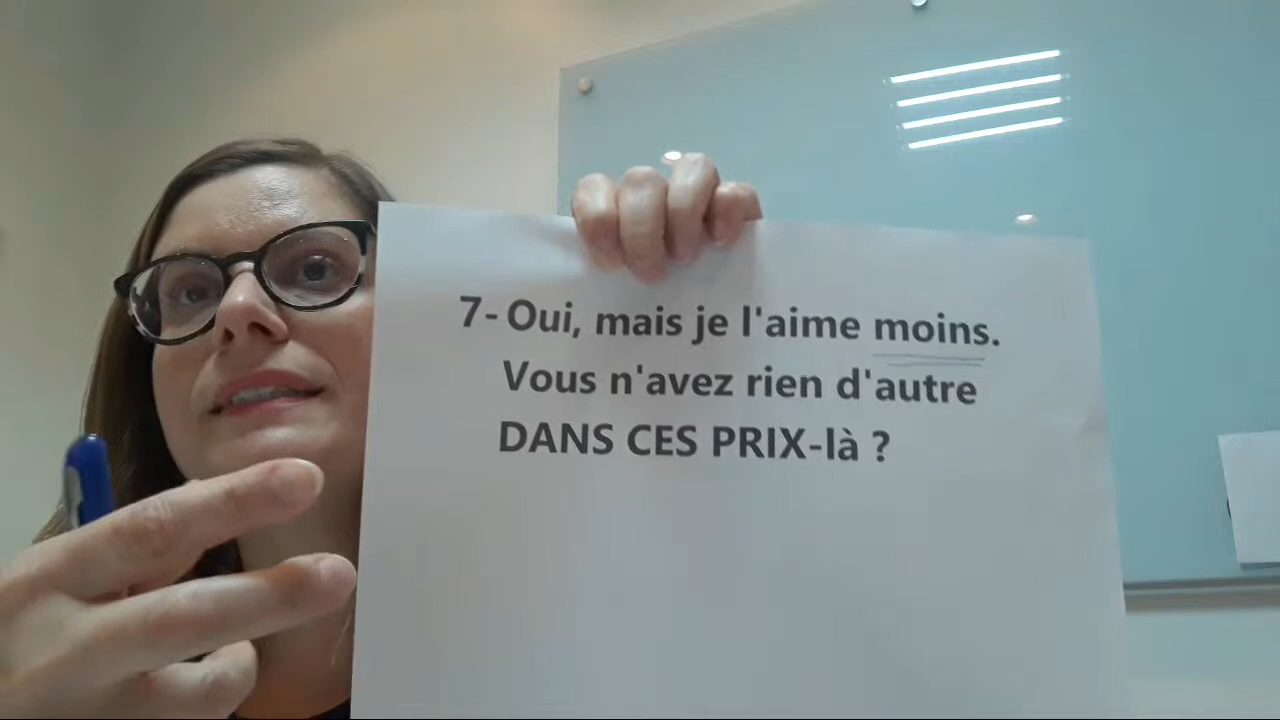 7- Oui, mais je l'aime moins.
Vous n'avez rien d'autre
DANS CES PRIX-là ?